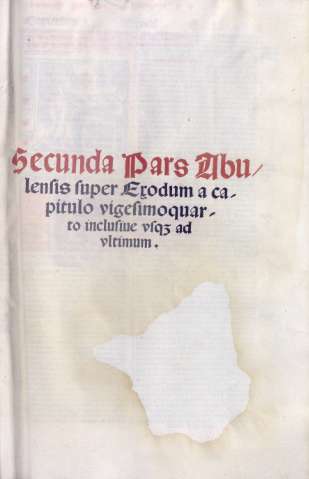 Secunda Pars Abu/
lensis super Exodum a ca-
pitulo vigesimoquar-
to inclusiue vsqꝫ ad
vltimum.